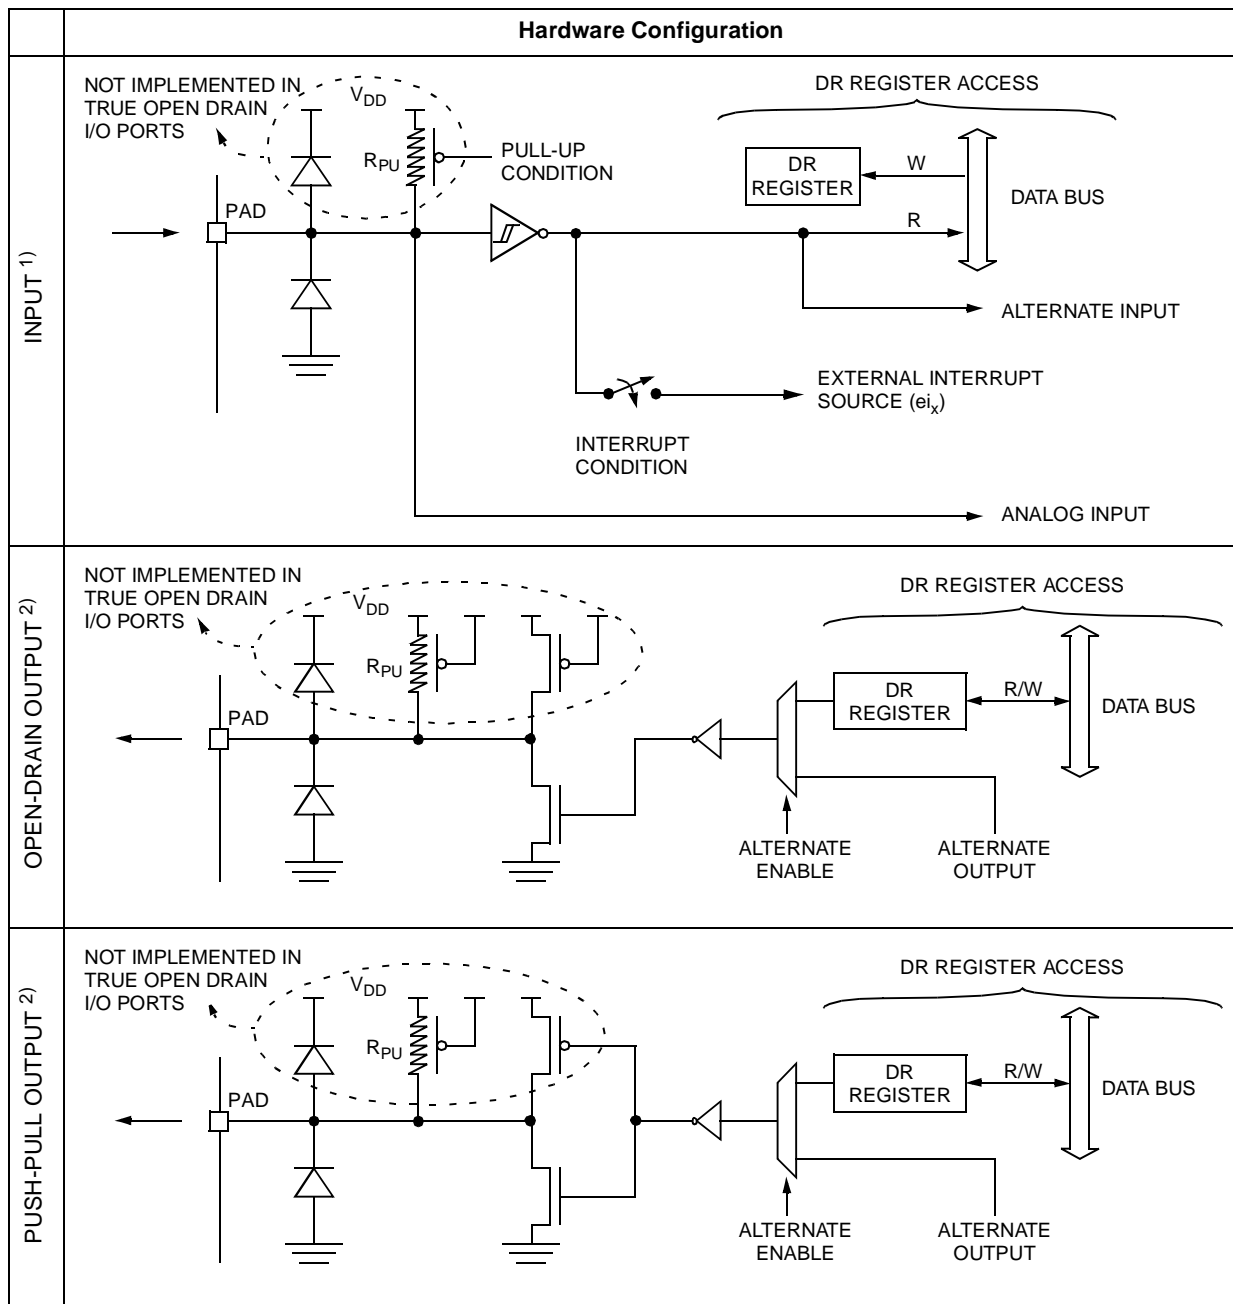 Hardware Configuration
INPUT 1)
NOT IMPLEMENTED IN
TRUE OPEN DRAIN
I/O PORTS
VDD
RPU
PULL-UP
CONDITION
PAD
DR REGISTER ACCESS
DR
REGISTER
W
R
DATA BUS
ALTERNATE INPUT
EXTERNAL INTERRUPT
SOURCE (eix)
INTERRUPT
CONDITION
ANALOG INPUT
OPEN-DRAIN OUTPUT 2)
NOT IMPLEMENTED IN
TRUE OPEN DRAIN
I/O PORTS
VDD
RPU
PAD
DR REGISTER ACCESS
DR
REGISTER
R/W
DATA BUS
ALTERNATE
ENABLE
ALTERNATE
OUTPUT
PUSH-PULL OUTPUT 2)
NOT IMPLEMENTED IN
TRUE OPEN DRAIN
I/O PORTS
VDD
RPU
PAD
DR REGISTER ACCESS
DR
REGISTER
R/W
DATA BUS
ALTERNATE
ENABLE
ALTERNATE
OUTPUT